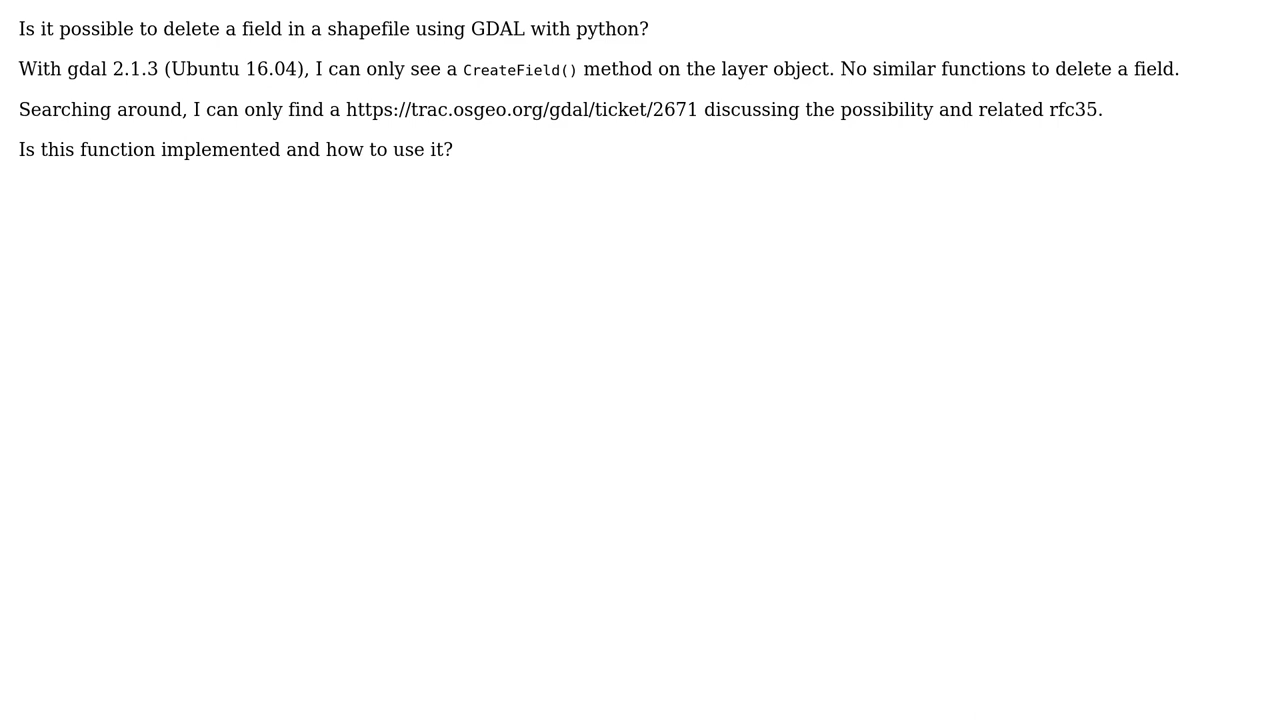 Is it possible to delete a field in a shapefile using GDAL with python?
With gdal 2.1.3 (Ubuntu 16.04), I can only see a CreateField() method on the layer object. No similar functions to delete a field.
Searching around, I can only find a https://trac.osgeo.org/gdal/ticket/2671 discussing the possibility and related rfc35.
Is this function implemented and how to use it?